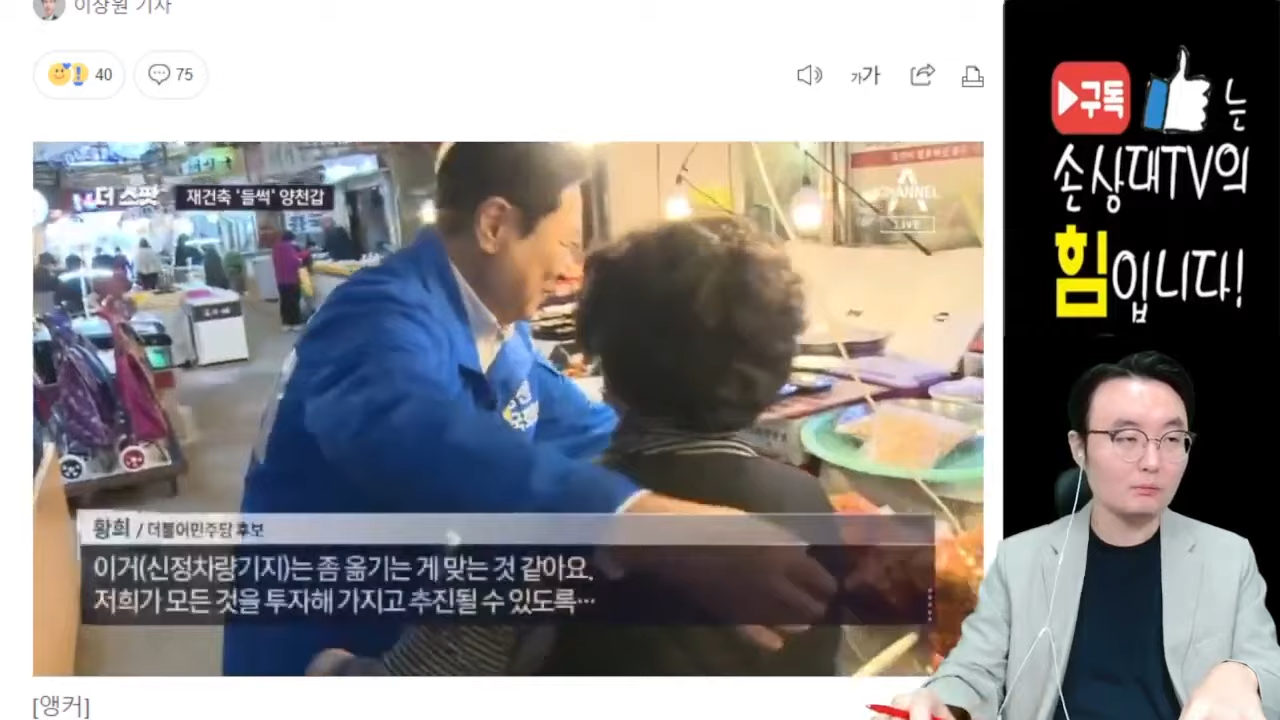 이상원 기자
40
75
가가
구독
는
손상대TV의
힘입니다!
더 스팟
재건축 '들썩' 양천갑
CHANNEL A
LIVE
황희 / 더불어민주당 후보
이거(신정차량기지)는 좀 옮기는 게 맞는 것 같아요.
저희가 모든 것을 투자해 가지고 추진될 수 있도록…
[앵커]